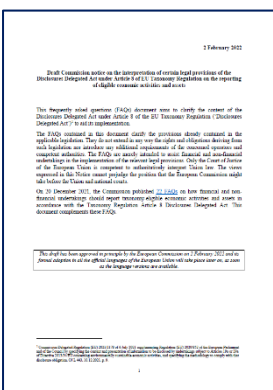 2 February 2022
Draft Commission notice on the interpretation of certain legal provisions of the
Disclosures Delegated Act under Article 8 of EU Taxonomy Regulation on the reporting
of eligible economic activities and assets
This frequently asked questions (FAQs) document aims to clarify the content of the
Disclosures Delegated Act under Article 8 of the EU Taxonomy Regulation ('Disclosures
Delegated Act') to aid its implementation.
The FAQs contained in this document clarify the provisions already contained in the
applicable legislation. They do not extend in any way the rights and obligations deriving from
such legislation nor introduce any additional requirements on the concerned operators and
competent authorities. The FAQs are merely intended to assist financial and non-financial
undertakings in the implementation of the relevant legal provisions. Only the Court of Justice
of the European Union is competent to authoritatively interpret Union law. The views
expressed in this Notice cannot prejudge the position that the European Commission might
take before the Union and national courts.
On 20 December 2021, the Commission published 22 FAQs on how financial and non-
financial undertakings should report taxonomy eligible economic activities and assets in
accordance with the Taxonomy Regulation Article 8 Disclosures Delegated Act. This
document complements these FAQs.
This draft has been approved in principle by the European Commission on 2 February 2022 and its
formal adoption in all the official languages of the European Union will take place later on, as soon
as the language versions are available.
1